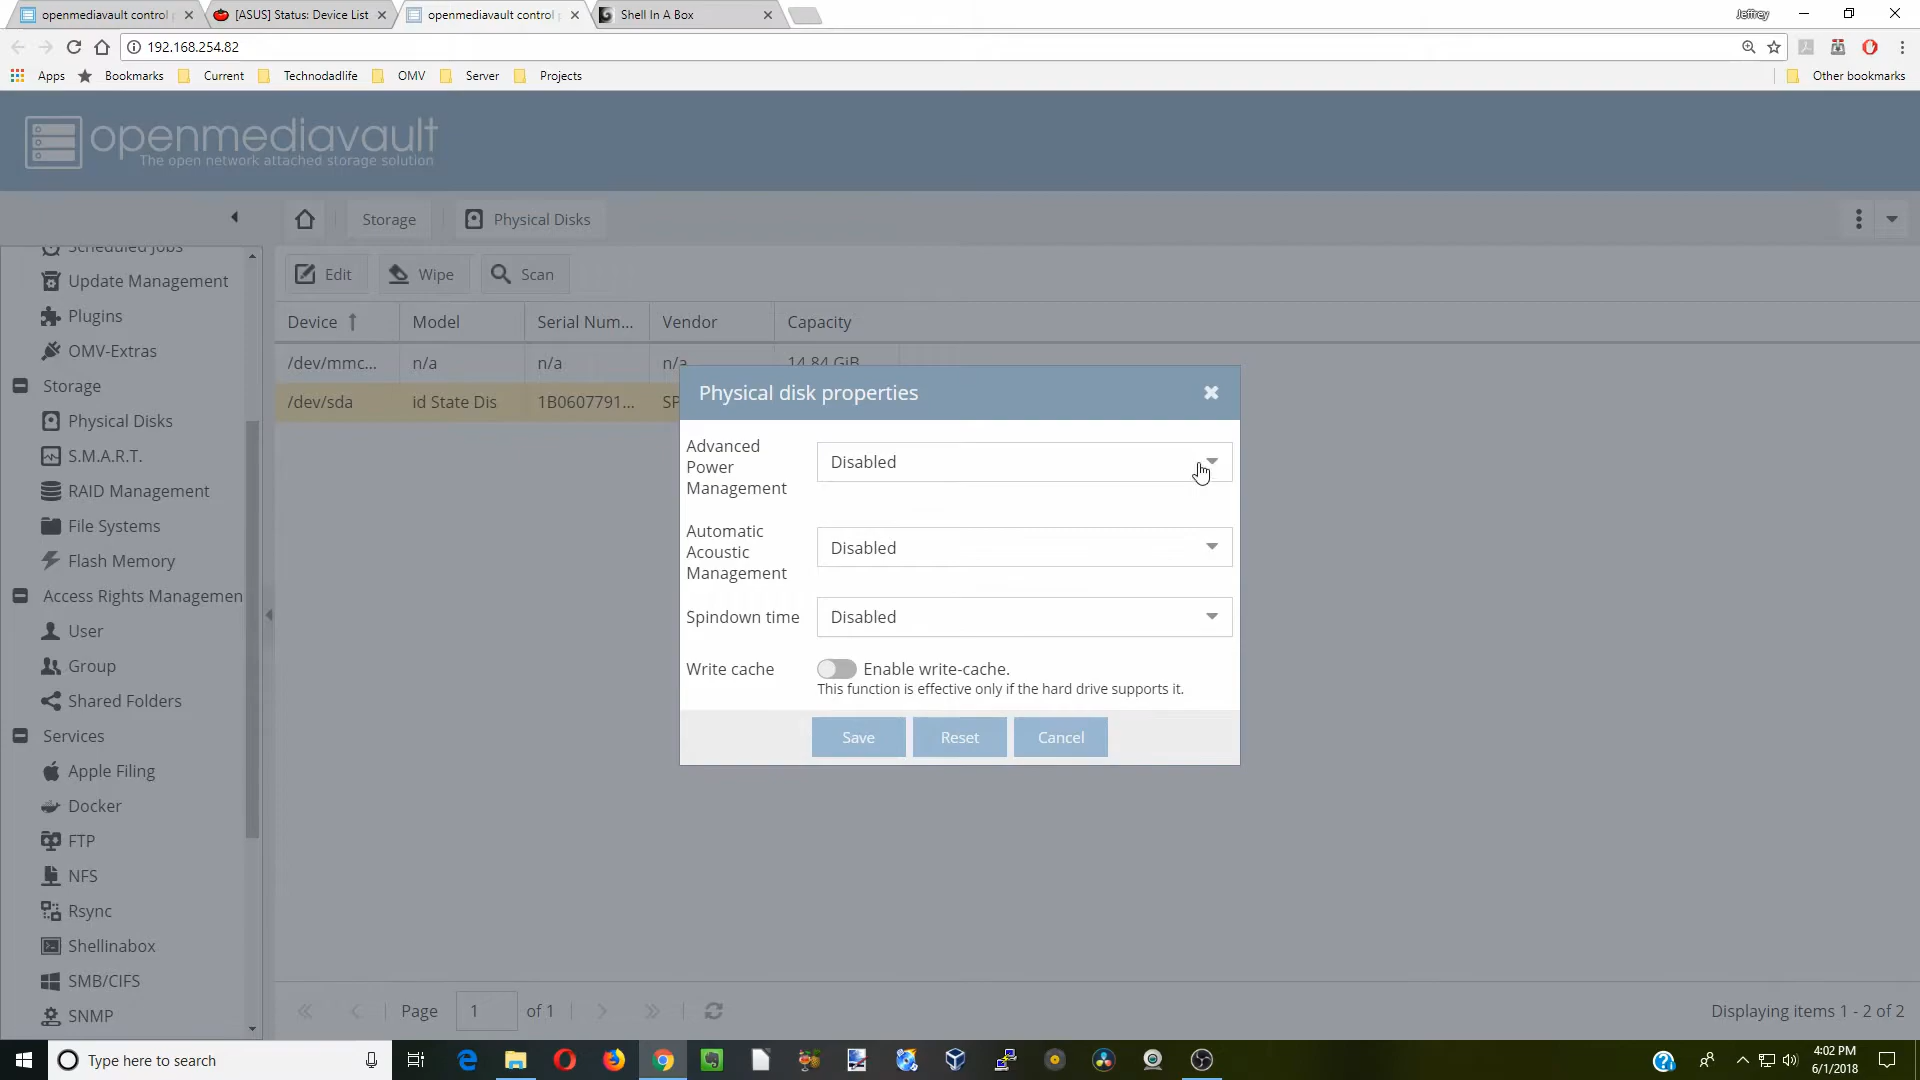 openmediavault control
[ASUS] Status: Device List
openmediavault control
Shell In A Box
Jeffrey
192.168.254.82
Apps
Bookmarks
Current
Technodadlife
OMV
Server
Projects
Other bookmarks
openmediavault
The open network attached storage solution
Storage
Physical Disks
Scheduled Jobs
Update Management
Plugins
OMV-Extras
Storage
Physical Disks
S.M.A.R.T.
RAID Management
File Systems
Flash Memory
Access Rights Managemen
User
Group
Shared Folders
Services
Apple Filing
Docker
FTP
NFS
Rsync
Shellinabox
SMB/CIFS
SNMP
Edit
Wipe
Scan
Device
Model
Serial Num...
Vendor
Capacity
/dev/mmc...
n/a
n/a
n/a
14.84 GiB
/dev/sda
id State Dis
1B0607791...
SP
Physical disk properties
Advanced
Power
Management
Disabled
Automatic
Acoustic
Management
Disabled
Spindown time
Disabled
Write cache
Enable write-cache.
This function is effective only if the hard drive supports it.
Save
Reset
Cancel
Page
1
of 1
Displaying items 1 - 2 of 2
Type here to search
4:02 PM
6/1/2018